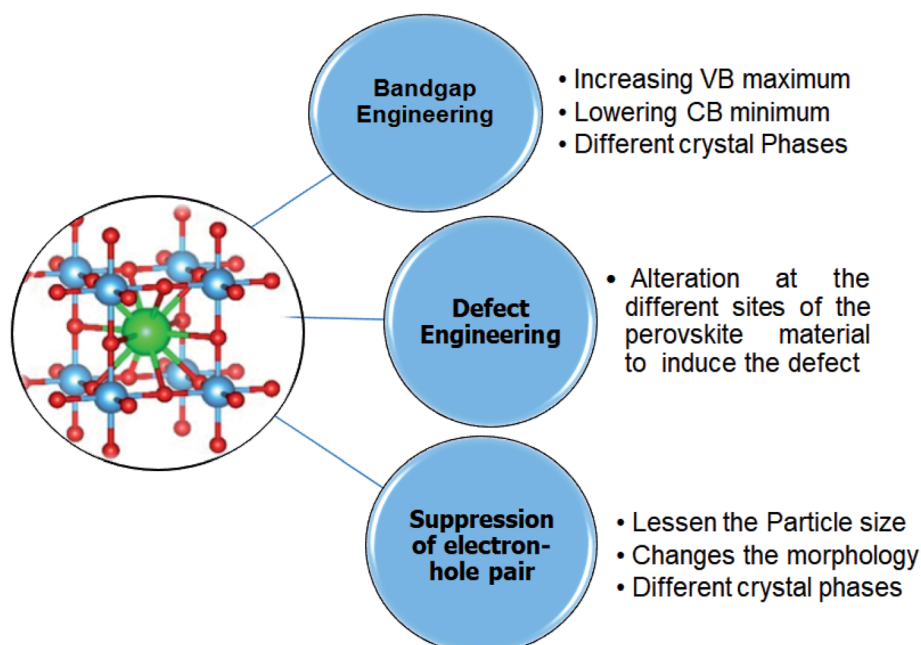 Bandgap
Engineering
• Increasing VB maximum
• Lowering CB minimum
• Different crystal Phases
Defect
Engineering
• Alteration at the
different sites of the
perovskite material
to induce the defect
Suppression
of electron-
hole pair
• Lessen the Particle size
• Changes the morphology
• Different crystal phases